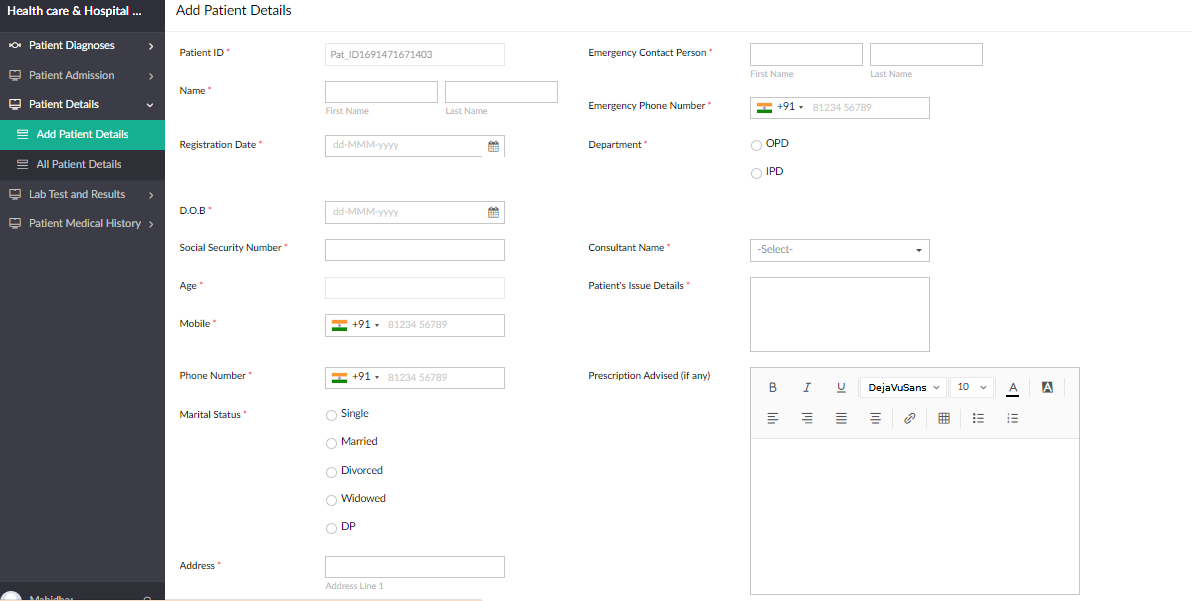 Health care & Hospital ...
Patient Diagnoses
Patient Admission
Patient Details
Add Patient Details
All Patient Details
Lab Test and Results
Patient Medical History
Add Patient Details
Patient ID *
Pat_ID1691471671403
Name *
First Name
Last Name
Registration Date *
dd-MMM-yyyy
D.O.B *
dd-MMM-yyyy
Social Security Number *
Age *
Mobile *
+91 81234 56789
Phone Number *
+91 81234 56789
Marital Status *
Single
Married
Divorced
Widowed
DP
Address *
Address Line 1
Emergency Contact Person *
First Name
Last Name
Emergency Phone Number *
+91 81234 56789
Department *
OPD
IPD
Consultant Name *
-Select-
Patient's Issue Details *
Prescription Advised (if any)
B I U DejaVuSans 10 A A